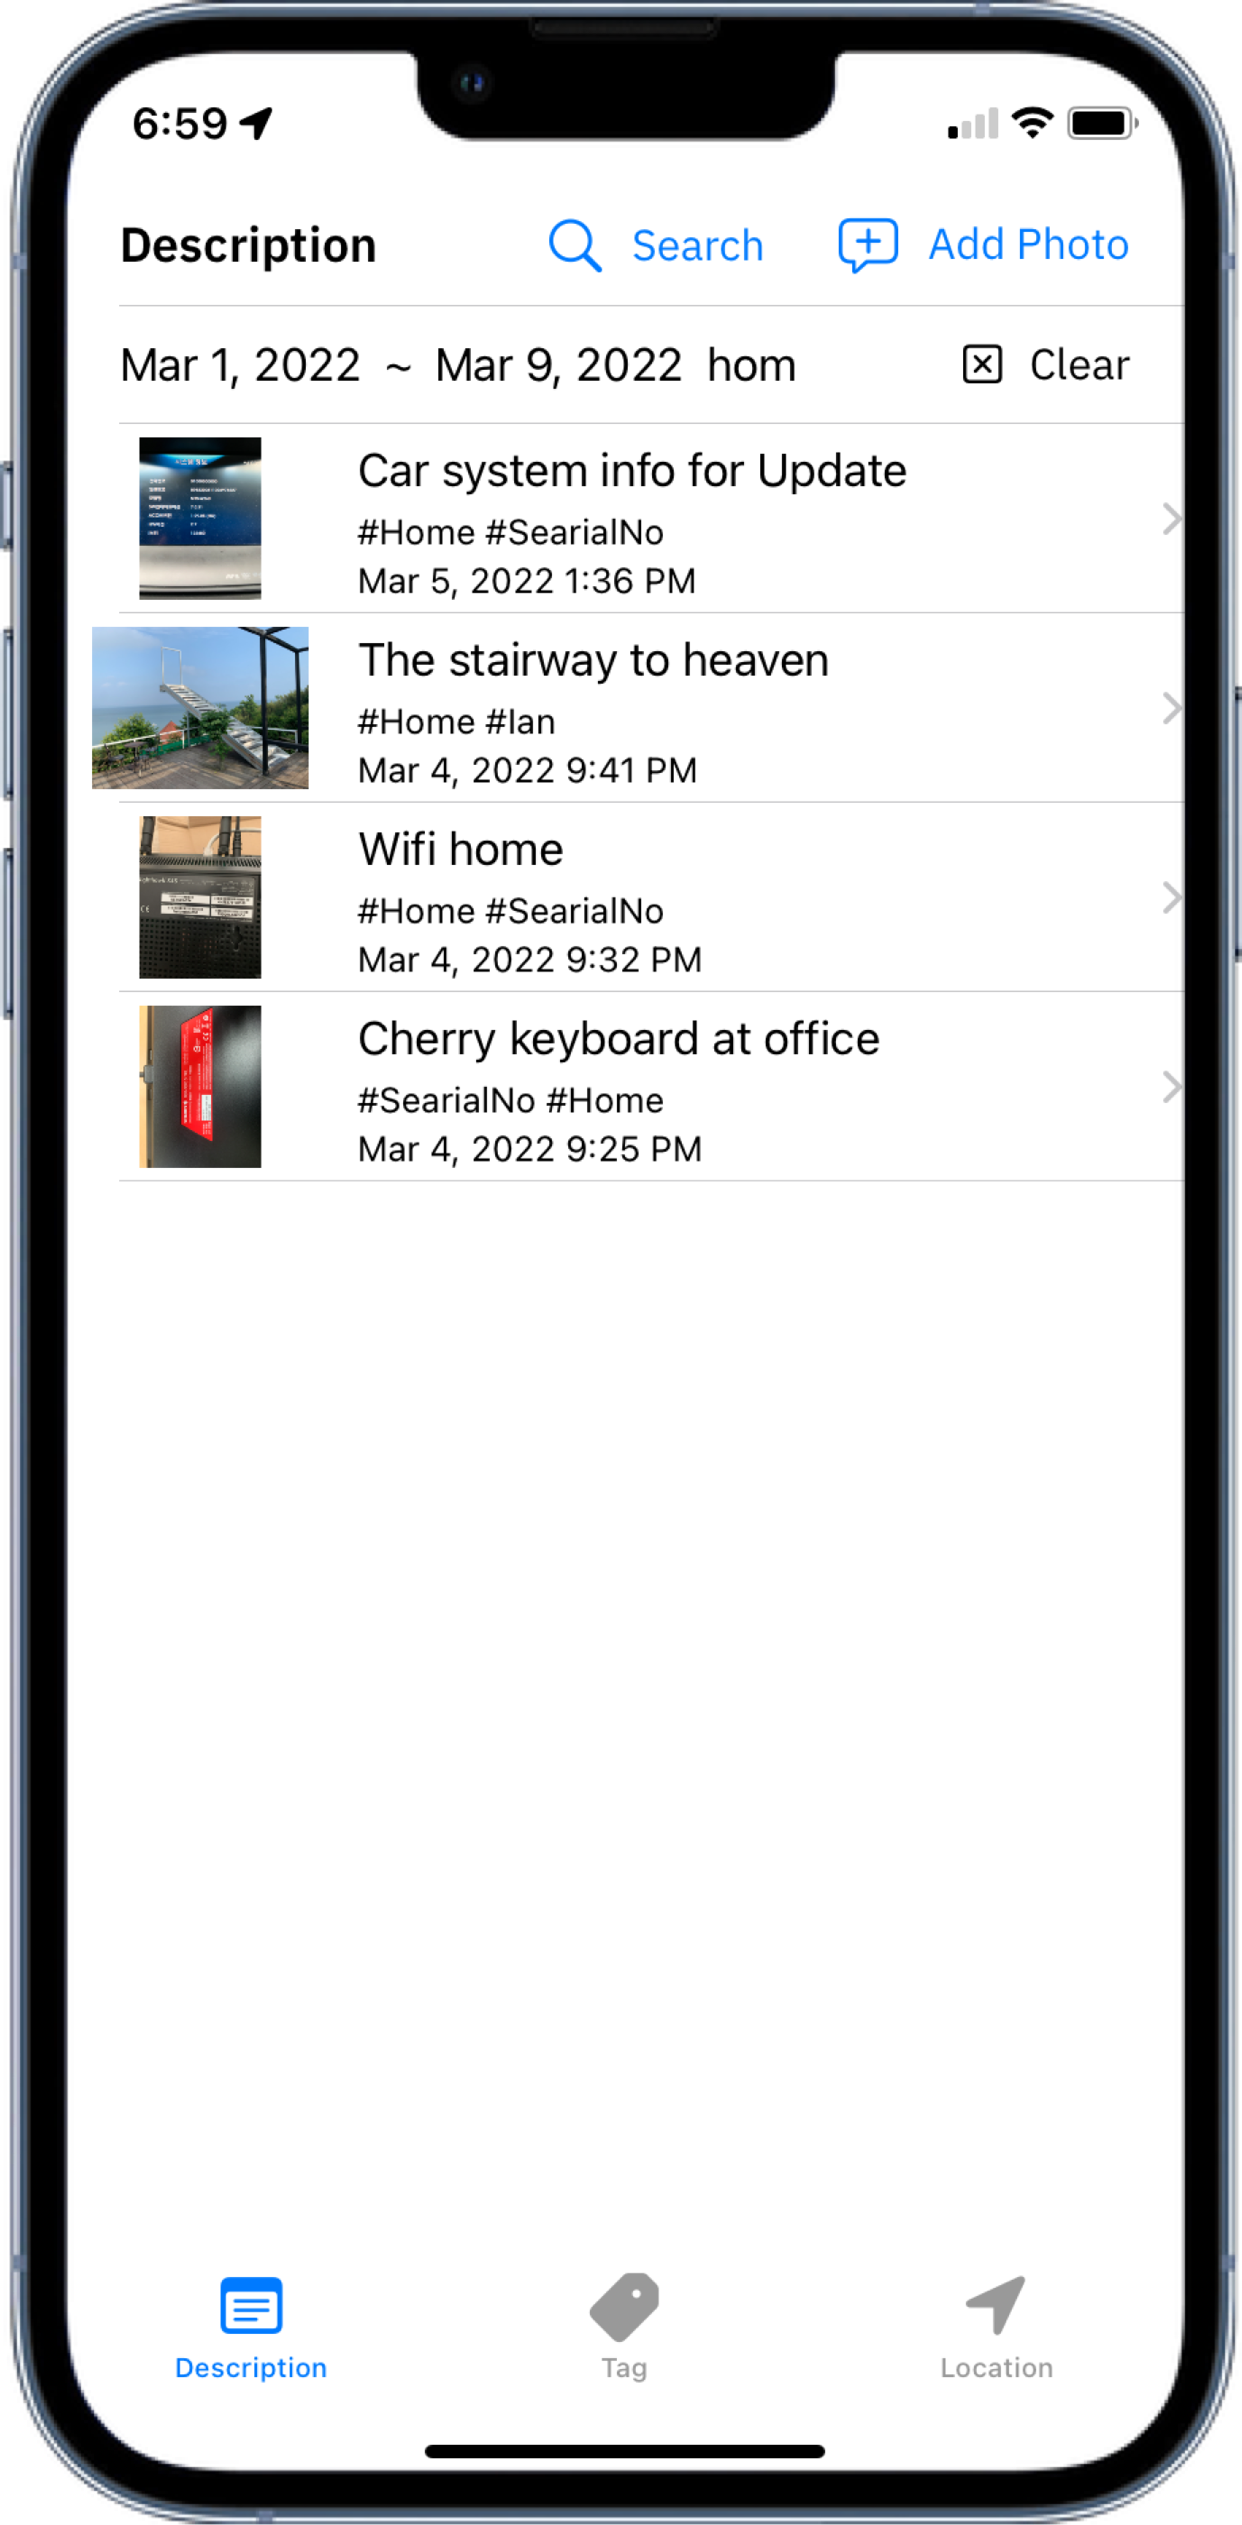 6:59
Description Search Add Photo
Mar 1, 2022 ~ Mar 9, 2022 hom Clear
Car system info for Update
#Home #SearialNo
Mar 5, 2022 1:36 PM
The stairway to heaven
#Home #Ian
Mar 4, 2022 9:41 PM
Wifi home
#Home #SearialNo
Mar 4, 2022 9:32 PM
Cherry keyboard at office
#SearialNo #Home
Mar 4, 2022 9:25 PM
Description Tag Location